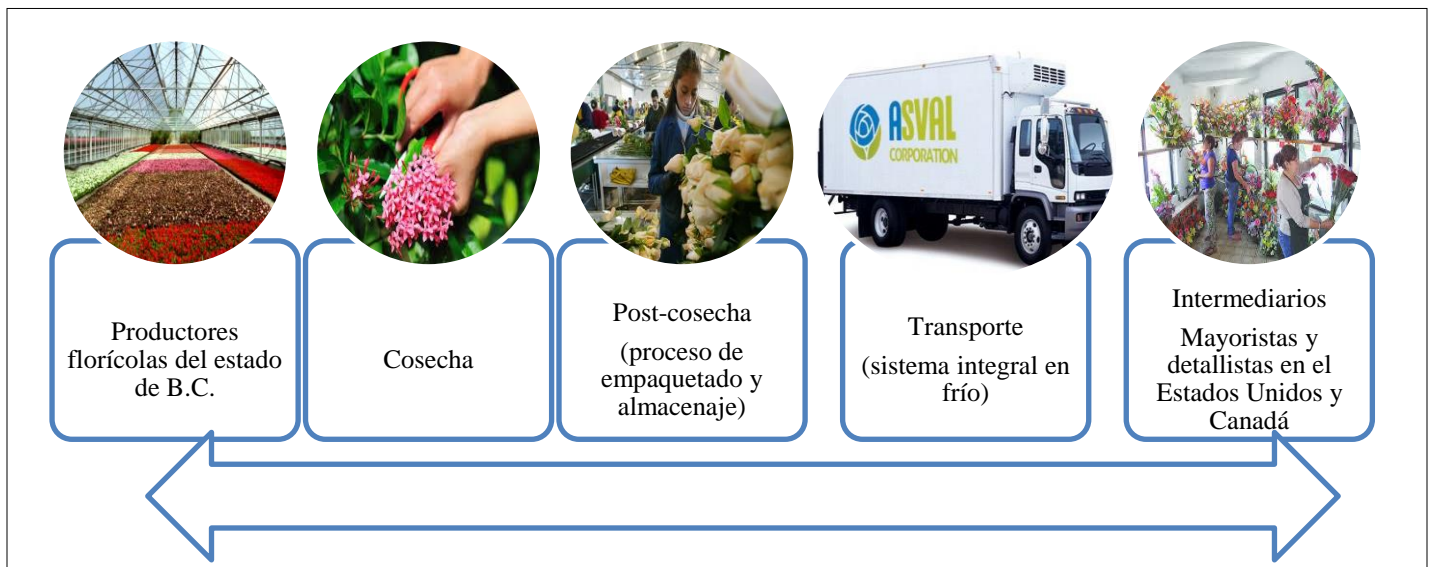 ASVAL
CORPORATION
Productores
florícolas del estado
de B.C.
Cosecha
Post-cosecha
(proceso de
empaquetado y
almacenaje)
Transporte
(sistema integral en
frío)
Intermediarios
Mayoristas y
detallistas en el
Estados Unidos y
Canadá